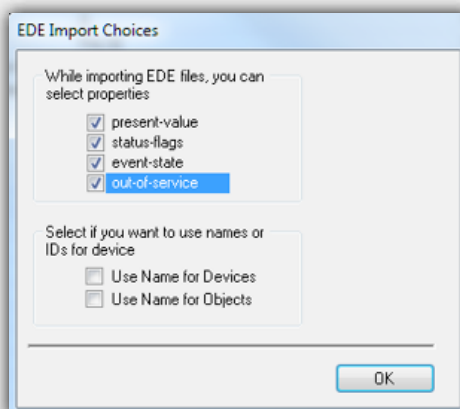 EDE Import Choices
While importing EDE files, you can
select properties
present-value
status-flags
event-state
out-of-service
Select if you want to use names or
IDs for device
Use Name for Devices
Use Name for Objects
OK